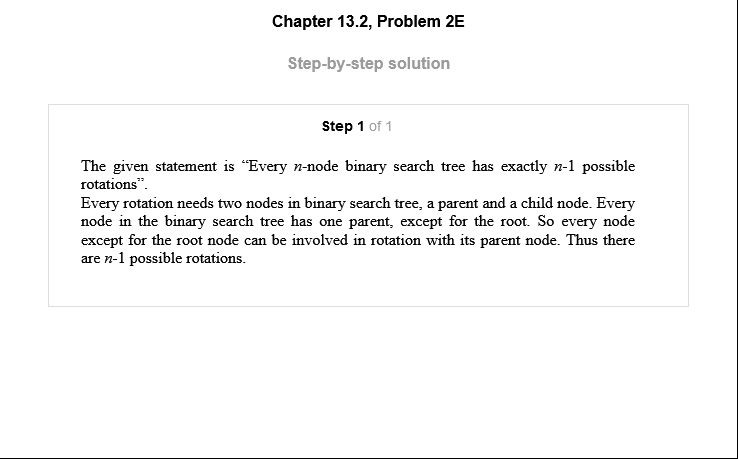 Chapter 13.2, Problem 2E
Step-by-step solution
Step 1 of 1
The given statement is “Every n-node binary search tree has exactly n-1 possible
rotations”.
Every rotation needs two nodes in binary search tree, a parent and a child node. Every
node in the binary search tree has one parent, except for the root. So every node
except for the root node can be involved in rotation with its parent node. Thus there
are n-1 possible rotations.